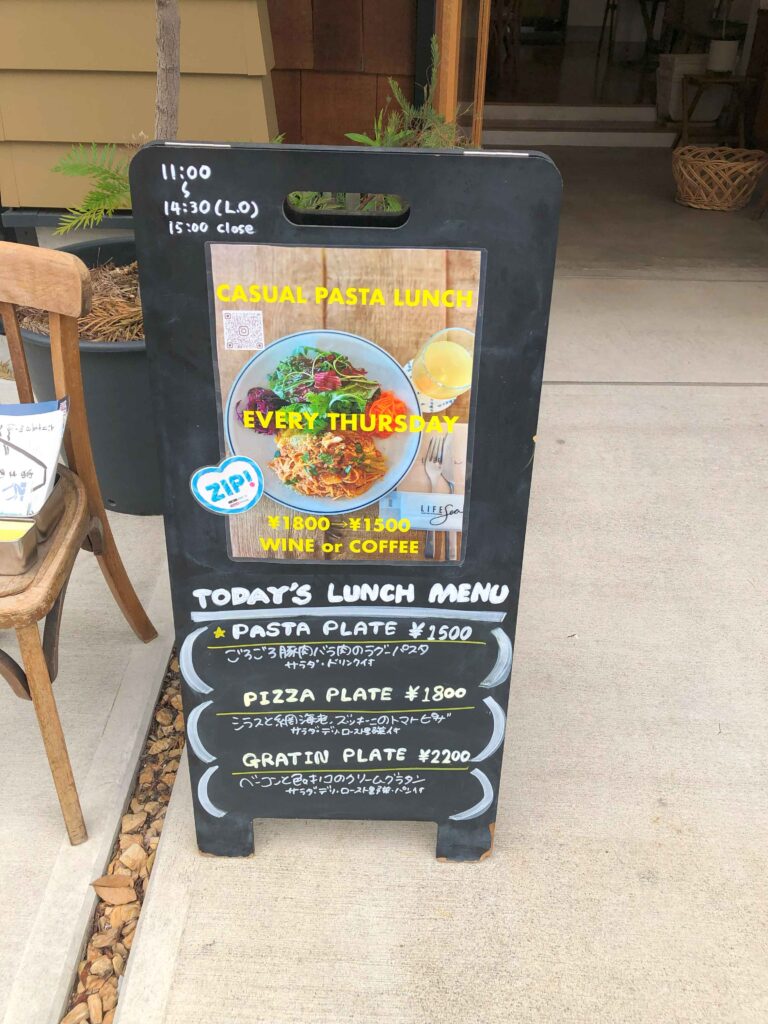 11:00
〜
14:30(L.O)
15:00 close
CASUAL PASTA LUNCH
EVERY THURSDAY
ZIP!
LIFE Sea
¥1800→¥1500
WINE or COFFEE
TODAY'S LUNCH MENU
★ PASTA PLATE ¥1500
ごろごろ豚肉バラ肉のラグーパスタ
サラダ・ドリンク付
PIZZA PLATE ¥1800
シラスと網海老、ズッキーニのトマトピザ
サラダ・デリ・ロースト野菜付
GRATIN PLATE ¥2200
ベーコンと色々キノコのクリームグラタン
サラダ・デリ・ロースト野菜・パン付